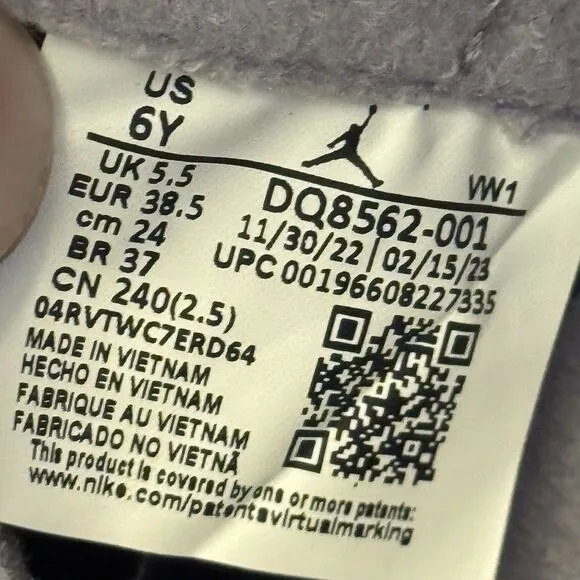 US
6Y
UK 5.5
EUR 38.5
cm 24
BR 37
CN 240(2.5)
04RVTWC7ERD64
MADE IN VIETNAM
HECHO EN VIETNAM
FABRIQUE AU VIETNAM
FABRICADO NO VIETNÃ
This product is covered by one or more patents:
www.nike.com/patentsvirtualmarking
VW1
DQ8562-001
11/30/22 | 02/15/23
UPC 00196608227335